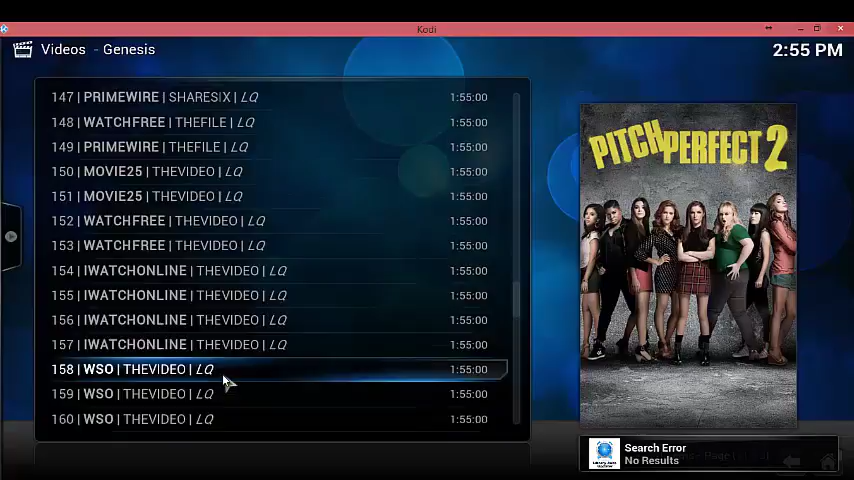 Kodi
Videos - Genesis
2:55 PM
147 | PRIMEWIRE | SHARESIX | LQ 1:55:00
148 | WATCHFREE | THEFILE | LQ 1:55:00
149 | PRIMEWIRE | THEFILE | LQ 1:55:00
150 | MOVIE25 | THEVIDEO | LQ 1:55:00
151 | MOVIE25 | THEVIDEO | LQ 1:55:00
152 | WATCHFREE | THEVIDEO | LQ 1:55:00
153 | WATCHFREE | THEVIDEO | LQ 1:55:00
154 | IWATCHONLINE | THEVIDEO | LQ 1:55:00
155 | IWATCHONLINE | THEVIDEO | LQ 1:55:00
156 | IWATCHONLINE | THEVIDEO | LQ 1:55:00
157 | IWATCHONLINE | THEVIDEO | LQ 1:55:00
158 | WSO | THEVIDEO | LQ 1:55:00
159 | WSO | THEVIDEO | LQ 1:55:00
160 | WSO | THEVIDEO | LQ 1:55:00
PITCH PERFECT 2
Search Error
No Results